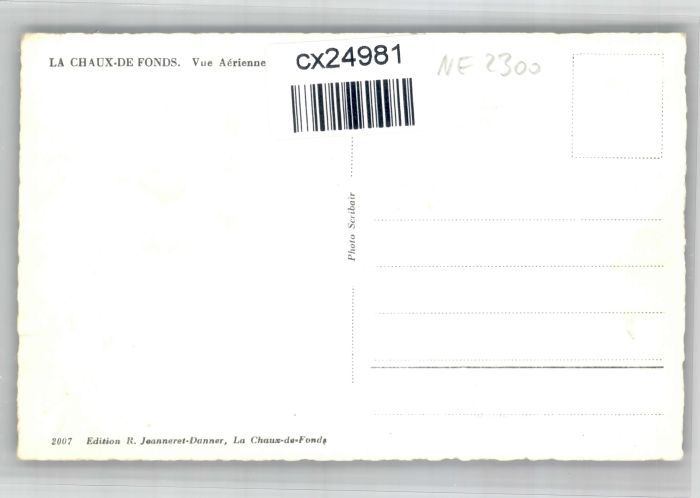 LA CHAUX-DE FONDS. Vue Aérienne
cx24981
NE 2300
Photo Scribair
2007 Edition R. Jeanneret-Danner, La Chaux-de-Fonds